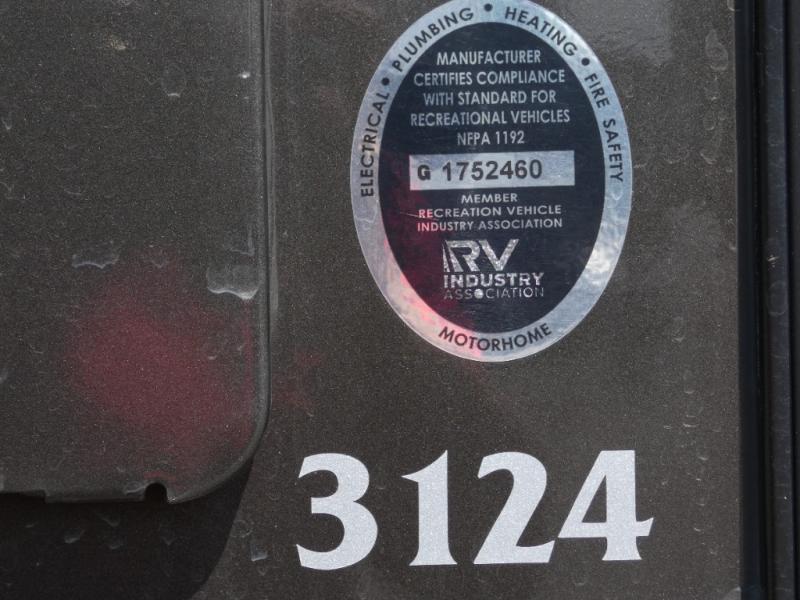 ELECTRICAL • PLUMBING • HEATING • FIRE SAFETY
MANUFACTURER
CERTIFIES COMPLIANCE
WITH STANDARD FOR
RECREATIONAL VEHICLES
NFPA 1192
G 1752460
MEMBER
RECREATION VEHICLE
INDUSTRY ASSOCIATION
RV
INDUSTRY
ASSOCIATION
MOTORHOME
3124